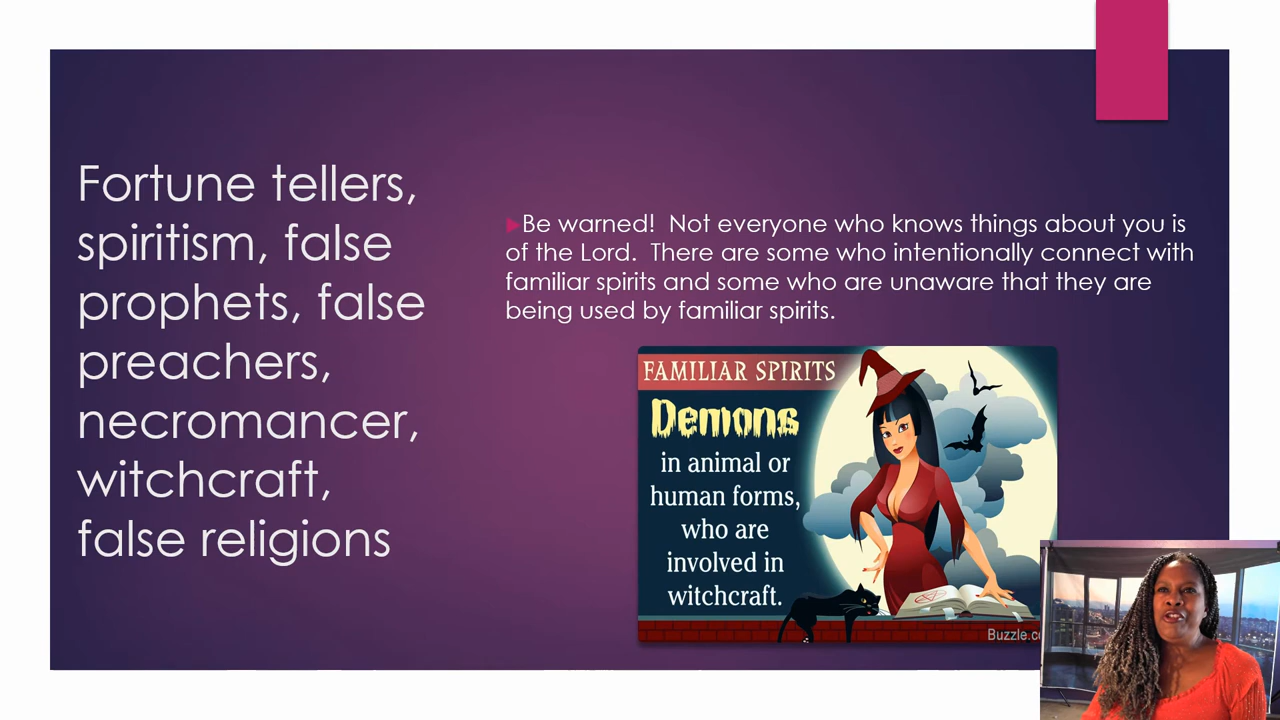 Fortune tellers,
spiritism, false
prophets, false
preachers,
necromancer,
witchcraft,
false religions
Be warned!  Not everyone who knows things about you is
of the Lord.  There are some who intentionally connect with
familiar spirits and some who are unaware that they are
being used by familiar spirits.
FAMILIAR SPIRITS
Demons
in animal or
human forms,
who are
involved in
witchcraft.
Buzzle.c